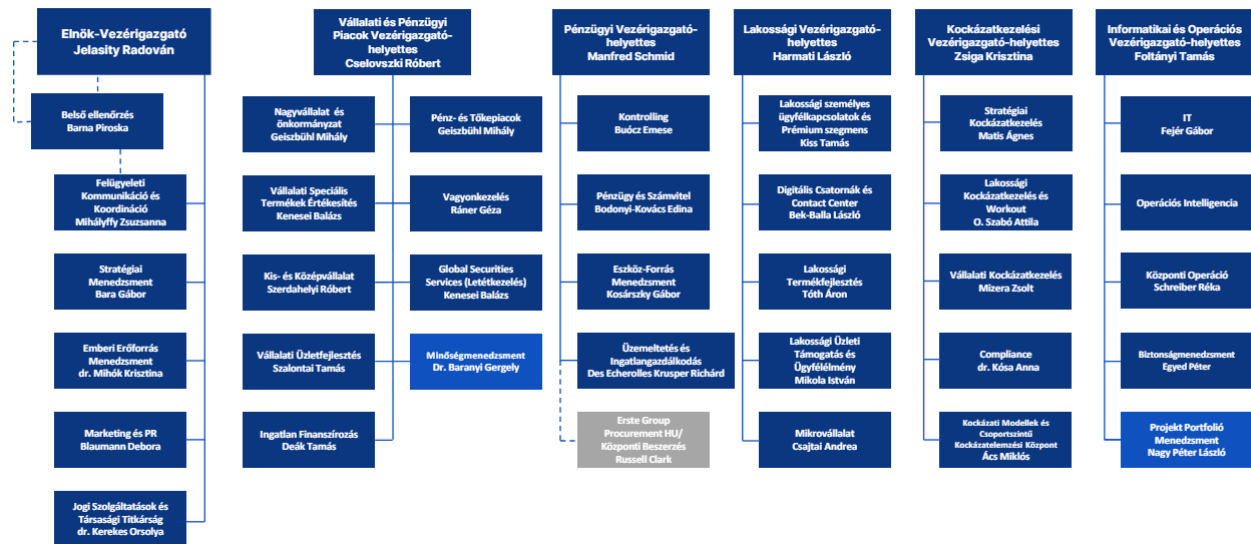 Elnök-Vezérigazgató
Jelasity Radován
Belső ellenőrzés
Barna Piroska
Felügyeleti
Kommunikáció és
Koordináció
Mihályffy Zsuzsanna
Stratégiai
Menedzsment
Bara Gábor
Emberi Erőforrás
Menedzsment
dr. Mihók Krisztina
Marketing és PR
Blaumann Debora
Jogi Szolgáltatások és
Társasági Titkárság
dr. Kerekes Orsolya
Vállalati és Pénzügyi
Piacok Vezérigazgató-
helyettes
Cselovszki Róbert
Nagyvállalat és
önkormányzat
Geiszbühl Mihály
Vállalati Speciális
Termékek Értékesítés
Kenesei Balázs
Kis- és Középvállalat
Szerdahelyi Róbert
Vállalati Üzletfejlesztés
Szalontai Tamás
Ingatlan Finanszírozás
Deák Tamás
Pénz- és Tőkepiacok
Geiszbühl Mihály
Vagyonkezelés
Ráner Géza
Global Securities
Services (Letétkezelés)
Kenesei Balázs
Minőségmenedzsment
Dr. Baranyi Gergely
Pénzügyi Vezérigazgató-
helyettes
Manfred Schmid
Kontrolling
Buócz Emese
Pénzügy és Számvitel
Bodonyi-Kovács Edina
Eszköz-Forrás
Menedzsment
Kosárszky Gábor
Üzemeltetés és
Ingatlangazdálkodás
Des Echerolles Krusper Richárd
Erste Group
Procurement HU/
Központi Beszerzés
Russell Clark
Lakossági Vezérigazgató-
helyettes
Harmati László
Lakossági személyes
ügyfélkapcsolatok és
Prémium szegmens
Kiss Tamás
Digitális Csatornák és
Contact Center
Bek-Balla László
Lakossági
Termékfejlesztés
Tóth Áron
Lakossági Üzleti
Támogatás és
Ügyfélélmény
Mikola István
Mikrovállalat
Csajtai Andrea
Kockázatkezelési
Vezérigazgató-helyettes
Zsiga Krisztina
Stratégiai
Kockázatkezelés
Matis Ágnes
Lakossági
Kockázatkezelés és
Workout
O. Szabó Attila
Vállalati Kockázatkezelés
Mizera Zsolt
Compliance
dr. Kósa Anna
Kockázati Modellek és
Csoportszintű
Kockázatelemzési Központ
Ács Miklós
Informatikai és Operációs
Vezérigazgató-helyettes
Foltányi Tamás
IT
Fejér Gábor
Operációs Intelligencia
Központi Operáció
Schreiber Réka
Biztonságmenedzsment
Egyed Péter
Projekt Portfolió
Menedzsment
Nagy Péter László